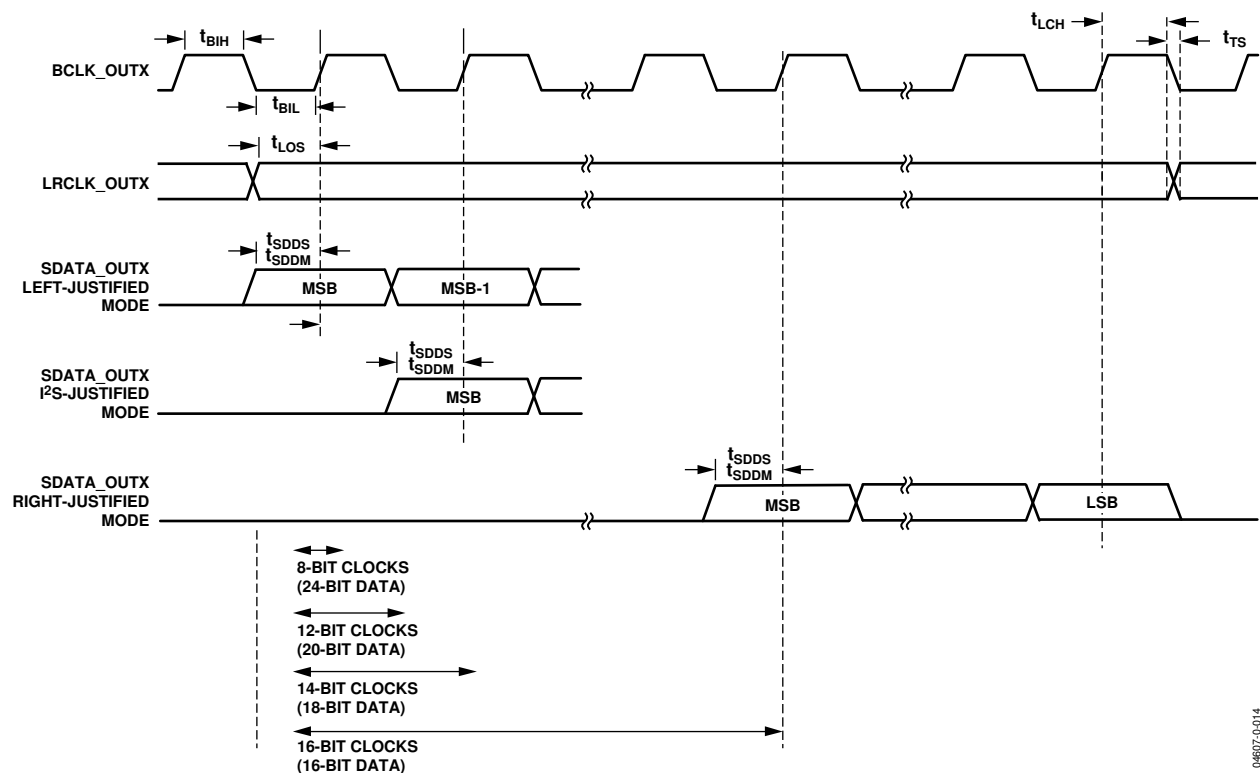 tBIH
tLCH
tTS
BCLK_OUTX
tBIL
tLOS
LRCLK_OUTX
tSDDS
tSDDM
SDATA_OUTX
LEFT-JUSTIFIED
MODE
MSB
MSB-1
tSDDS
tSDDM
SDATA_OUTX
I²S-JUSTIFIED
MODE
MSB
tSDDS
tSDDM
SDATA_OUTX
RIGHT-JUSTIFIED
MODE
MSB
LSB
8-BIT CLOCKS
(24-BIT DATA)
12-BIT CLOCKS
(20-BIT DATA)
14-BIT CLOCKS
(18-BIT DATA)
16-BIT CLOCKS
(16-BIT DATA)
04607-0-014